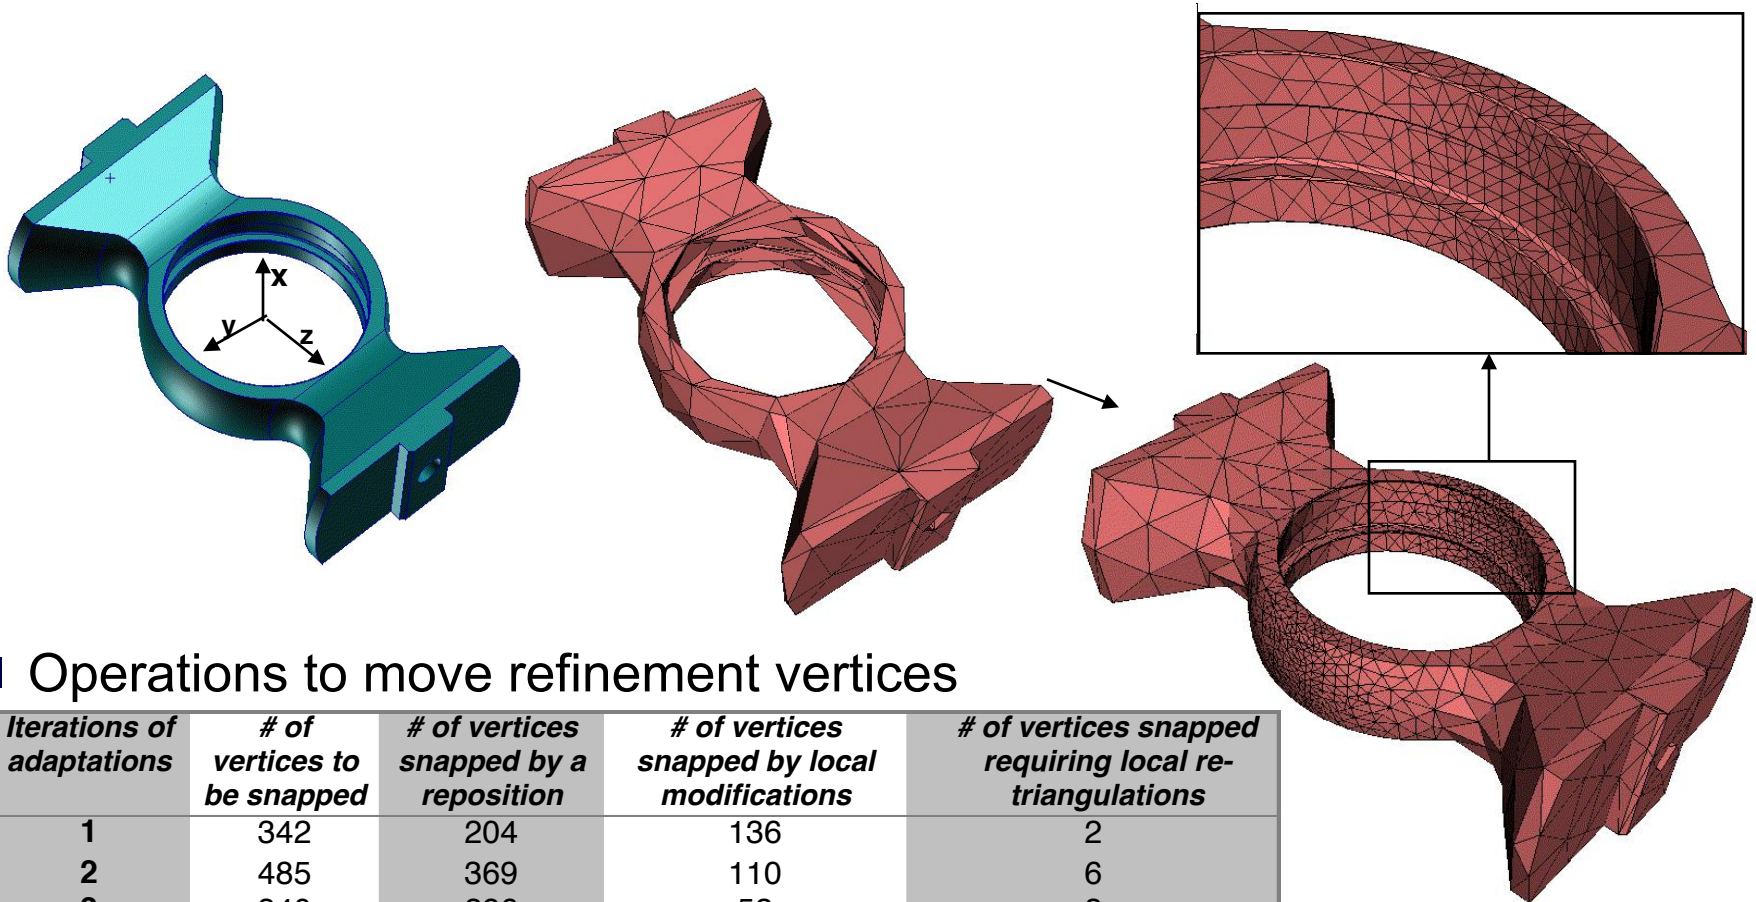 x
y
z
Operations to move refinement vertices
Iterations of adaptations
# of vertices to be snapped
# of vertices snapped by a reposition
# of vertices snapped by local modifications
# of vertices snapped requiring local re-triangulations
1 342 204 136 2
2 485 369 110 6